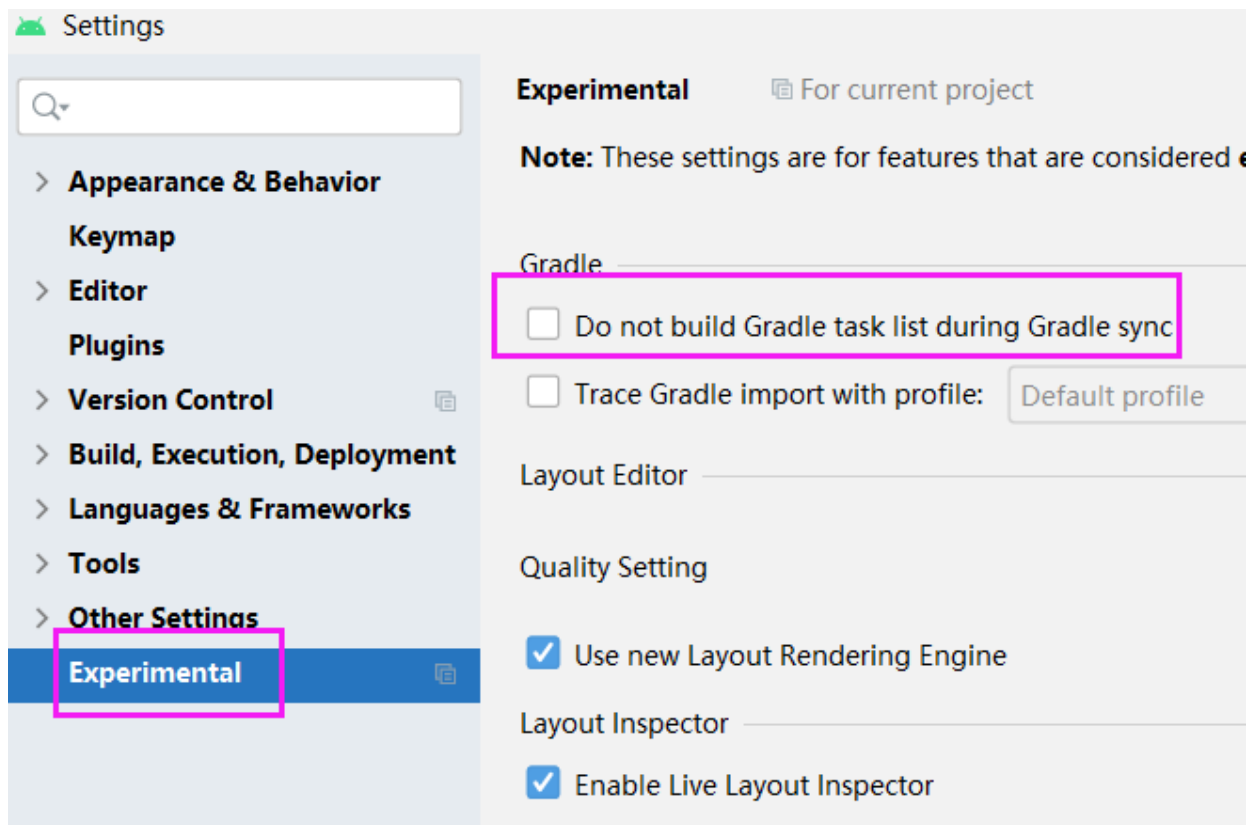 Settings
Experimental For current project
Note: These settings are for features that are considered
Appearance & Behavior
Keymap
Editor
Plugins
Version Control
Build, Execution, Deployment
Languages & Frameworks
Tools
Other Settings
Experimental
Gradle
Do not build Gradle task list during Gradle sync
Trace Gradle import with profile: Default profile
Layout Editor
Quality Setting
Use new Layout Rendering Engine
Layout Inspector
Enable Live Layout Inspector